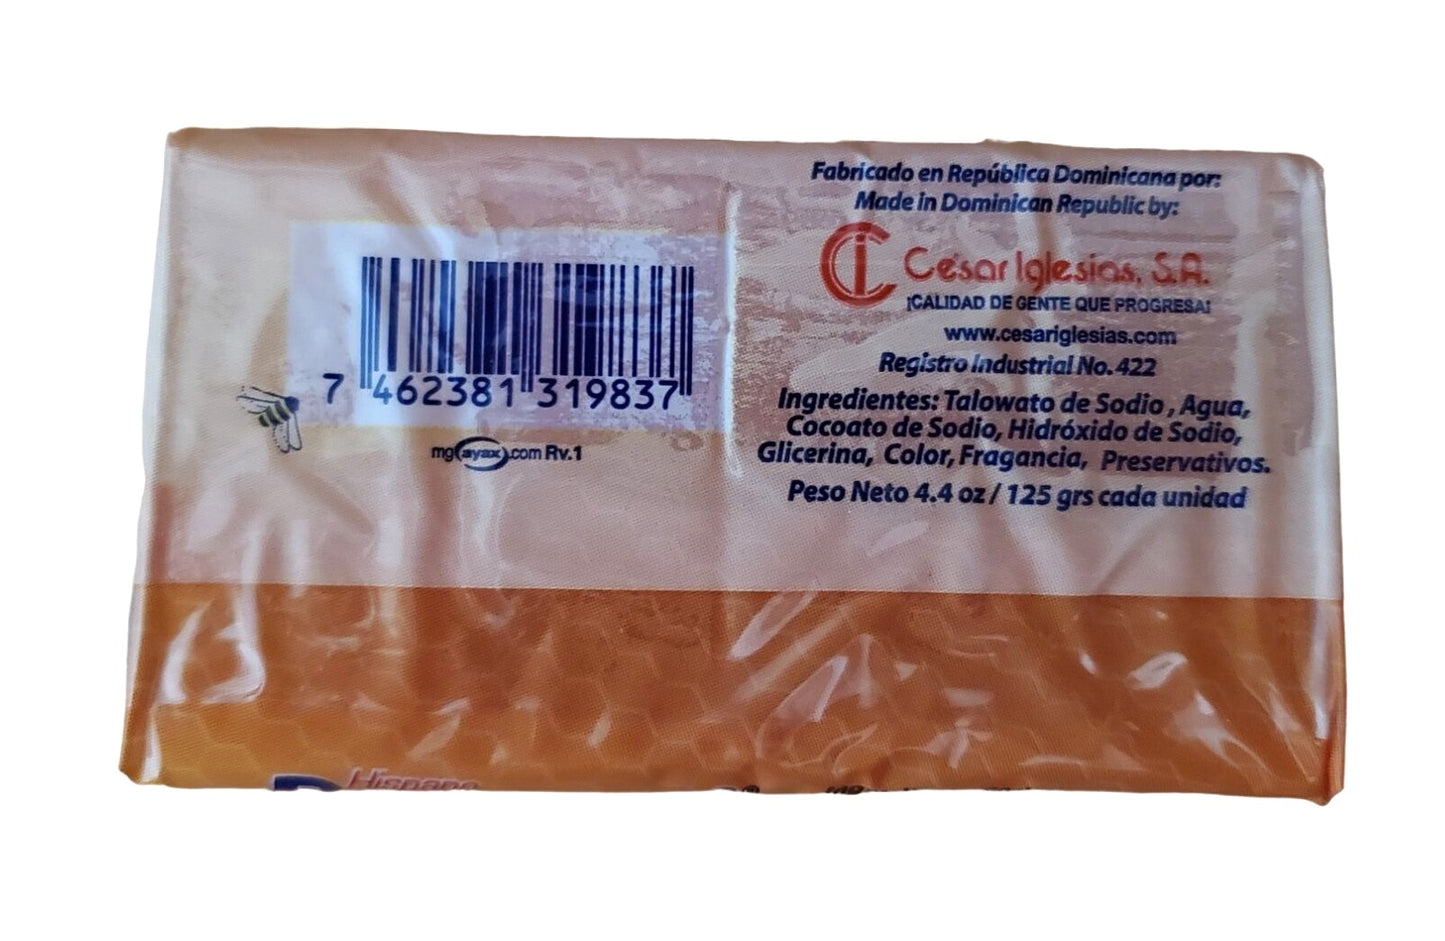 7 462381 319837
mg ayax .com Rv.1
Fabricado en República Dominicana por:
Made in Dominican Republic by:
CI César Iglesias, S.A.
¡CALIDAD DE GENTE QUE PROGRESA!
www.cesariglesias.com
Registro Industrial No. 422
Ingredientes: Talowato de Sodio, Agua,
Cocoato de Sodio, Hidróxido de Sodio,
Glicerina, Color, Fragancia, Preservativos.
Peso Neto 4.4 oz / 125 grs cada unidad
Hispano